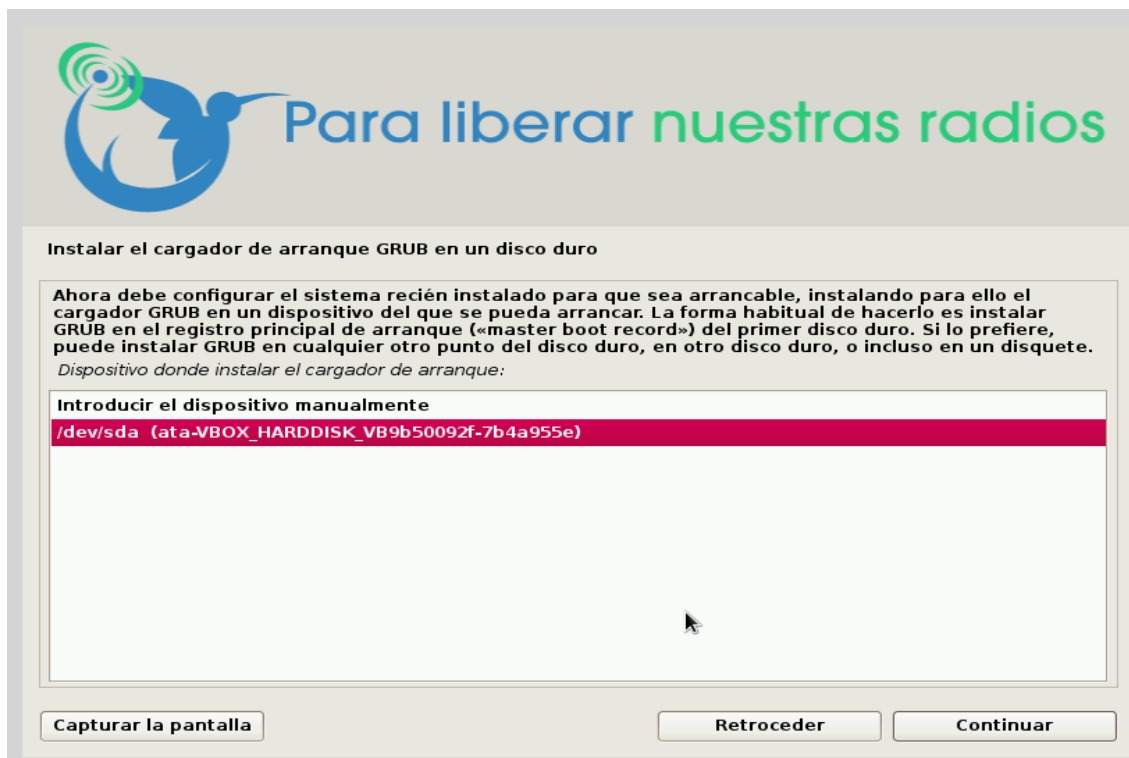 Para liberar nuestras radios
Instalar el cargador de arranque GRUB en un disco duro
Ahora debe configurar el sistema recién instalado para que sea arrancable, instalando para ello el
cargador GRUB en un dispositivo del que se pueda arrancar. La forma habitual de hacerlo es instalar
GRUB en el registro principal de arranque («master boot record») del primer disco duro. Si lo prefiere,
puede instalar GRUB en cualquier otro punto del disco duro, en otro disco duro, o incluso en un disquete.
Dispositivo donde instalar el cargador de arranque:
Introducir el dispositivo manualmente
/dev/sda (ata-VBOX_HARDDISK_VB9b50092f-7b4a955e)
Capturar la pantalla
Retroceder
Continuar